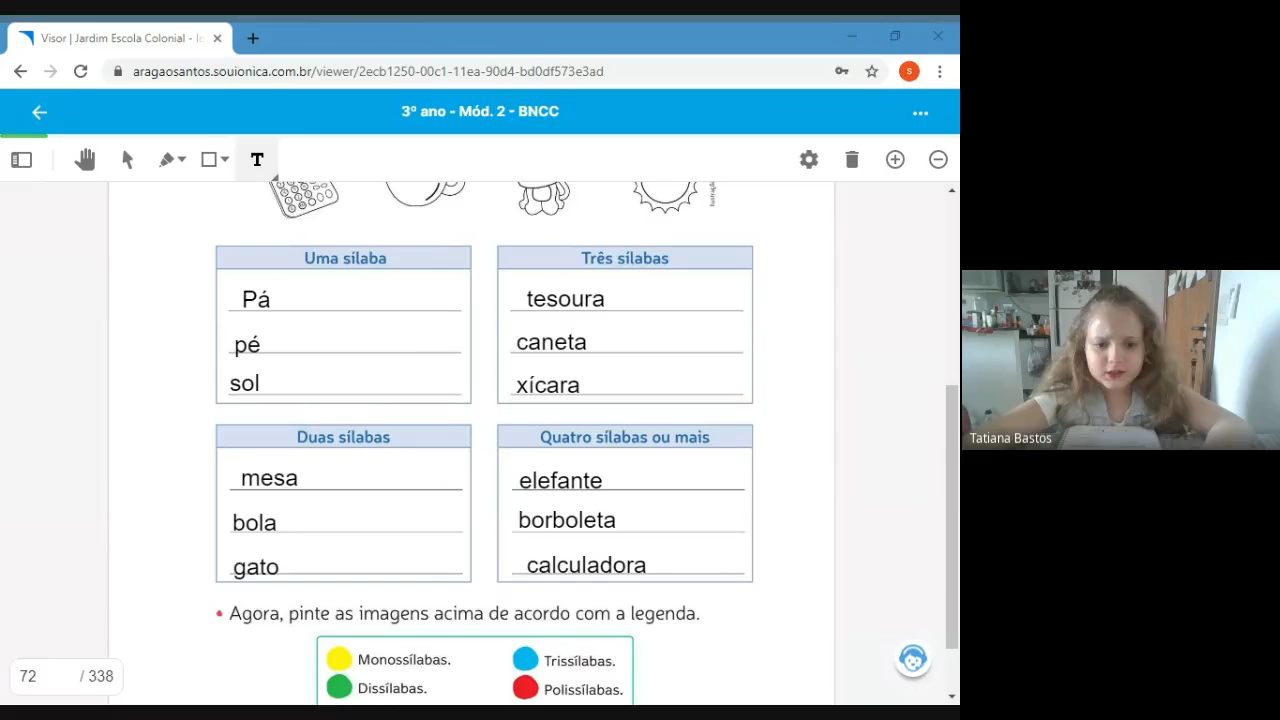 Visor | Jardim Escola Colonial - Io
aragaosantos.souionica.com.br/viewer/2ecb1250-00c1-11ea-90d4-bd0df573e3ad
S
3º ano - Mód. 2 - BNCC
T
Uma sílaba
Pá
pé
sol
Três sílabas
tesoura
caneta
xícara
Duas sílabas
mesa
bola
gato
Quatro sílabas ou mais
elefante
borboleta
calculadora
• Agora, pinte as imagens acima de acordo com a legenda.
Monossílabas.
Trissílabas.
Dissílabas.
Polissílabas.
72 / 338
Tatiana Bastos